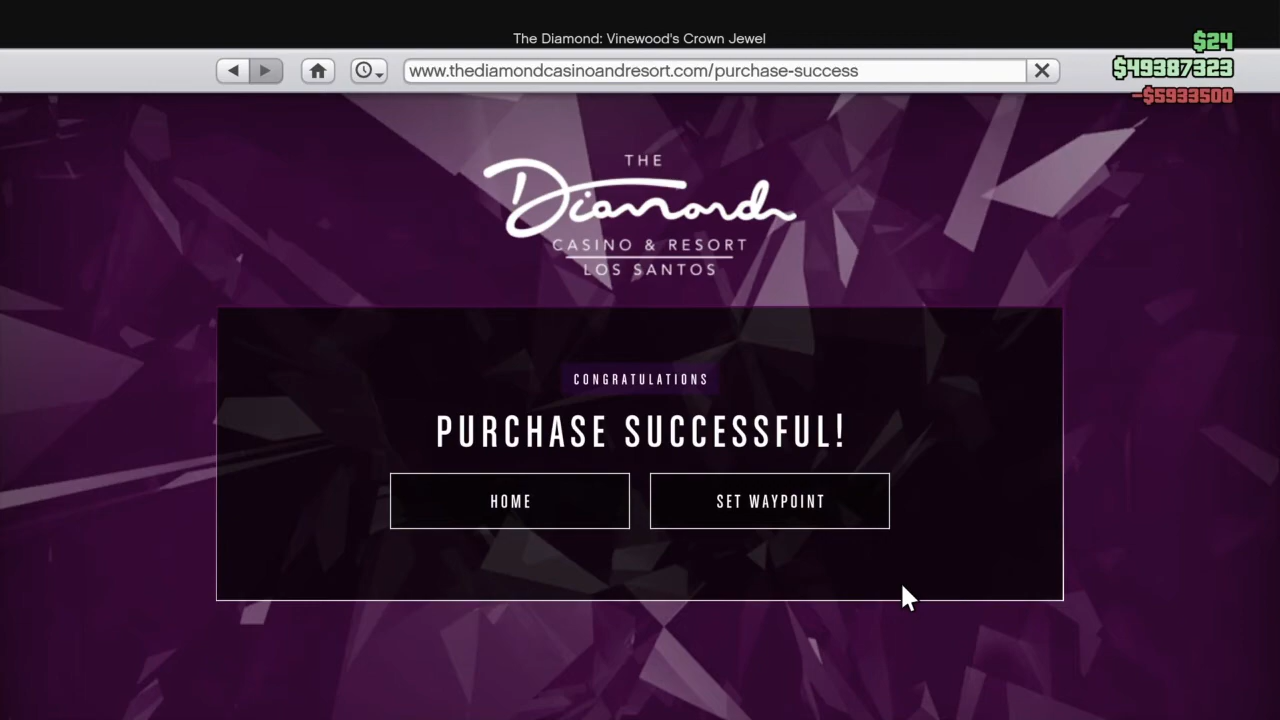 The Diamond: Vinewood's Crown Jewel
$24
www.thediamondcasinoandresort.com/purchase-success
$49387323
-$5933500
THE
Diamond
CASINO & RESORT
LOS SANTOS
CONGRATULATIONS
PURCHASE SUCCESSFUL!
HOME
SET WAYPOINT